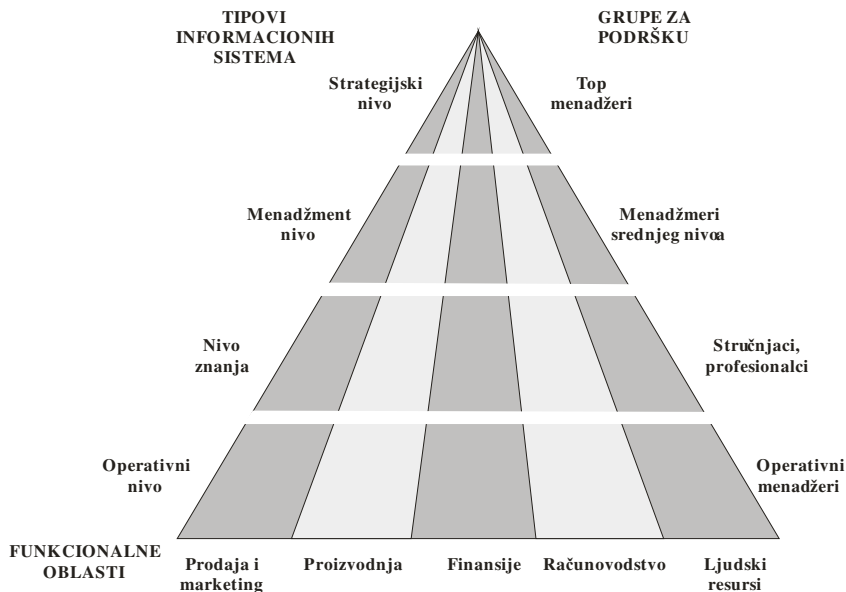 TIPOVI
INFORMACIONIH
SISTEMA
GRUPE ZA
PODRŠKU
Strategijski
nivo
Top
menadžeri
Menadžment
nivo
Menadžmeri
srednjeg nivoa
Nivo
znanja
Stručnjaci,
profesionalci
Operativni
nivo
Operativni
menadžeri
FUNKCIONALNE
OBLASTI
Prodaja i
marketing
Proizvodnja
Finansije
Računovodstvo
Ljudski
resursi